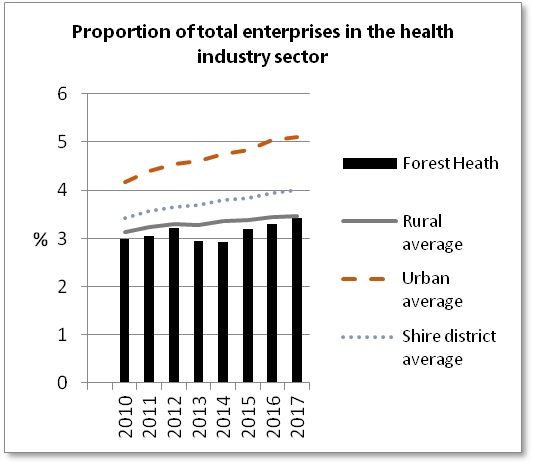 Proportion of total enterprises in the health
industry sector
6
5
4
3
2
1
0
%
2010
2011
2012
2013
2014
2015
2016
2017
Forest Heath
Rural
average
Urban
average
Shire district
average